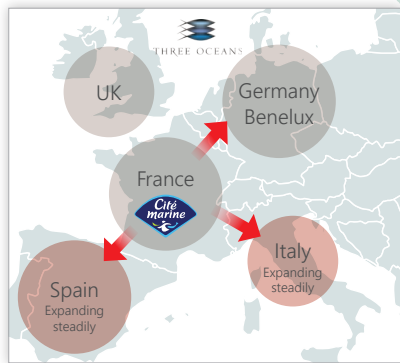 THREE OCEANS
UK
Germany
Benelux
France
Cité
marine
Italy
Expanding
steadily
Spain
Expanding
steadily